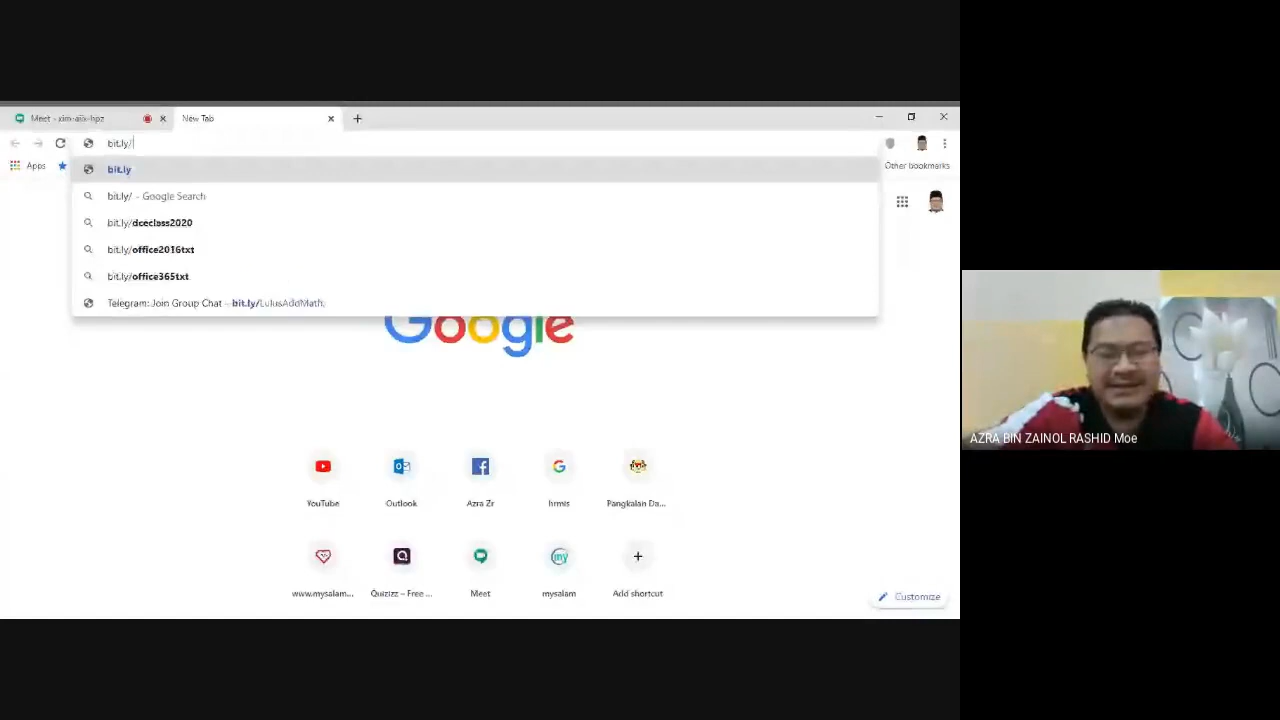 Meet - xim-aiix-hpz
New Tab
bit.ly/
Apps
Other bookmarks
bit.ly
bit.ly/ - Google Search
bit.ly/dceclass2020
bit.ly/office2016txt
bit.ly/office365txt
Telegram: Join Group Chat – bit.ly/LulusAddMath
Google
YouTube
Outlook
Azra Zr
hrmis
Pangkalan Da...
www.mysalam...
Quizizz – Free ...
Meet
mysalam
Add shortcut
Customize
AZRA BIN ZAINOL RASHID Moe